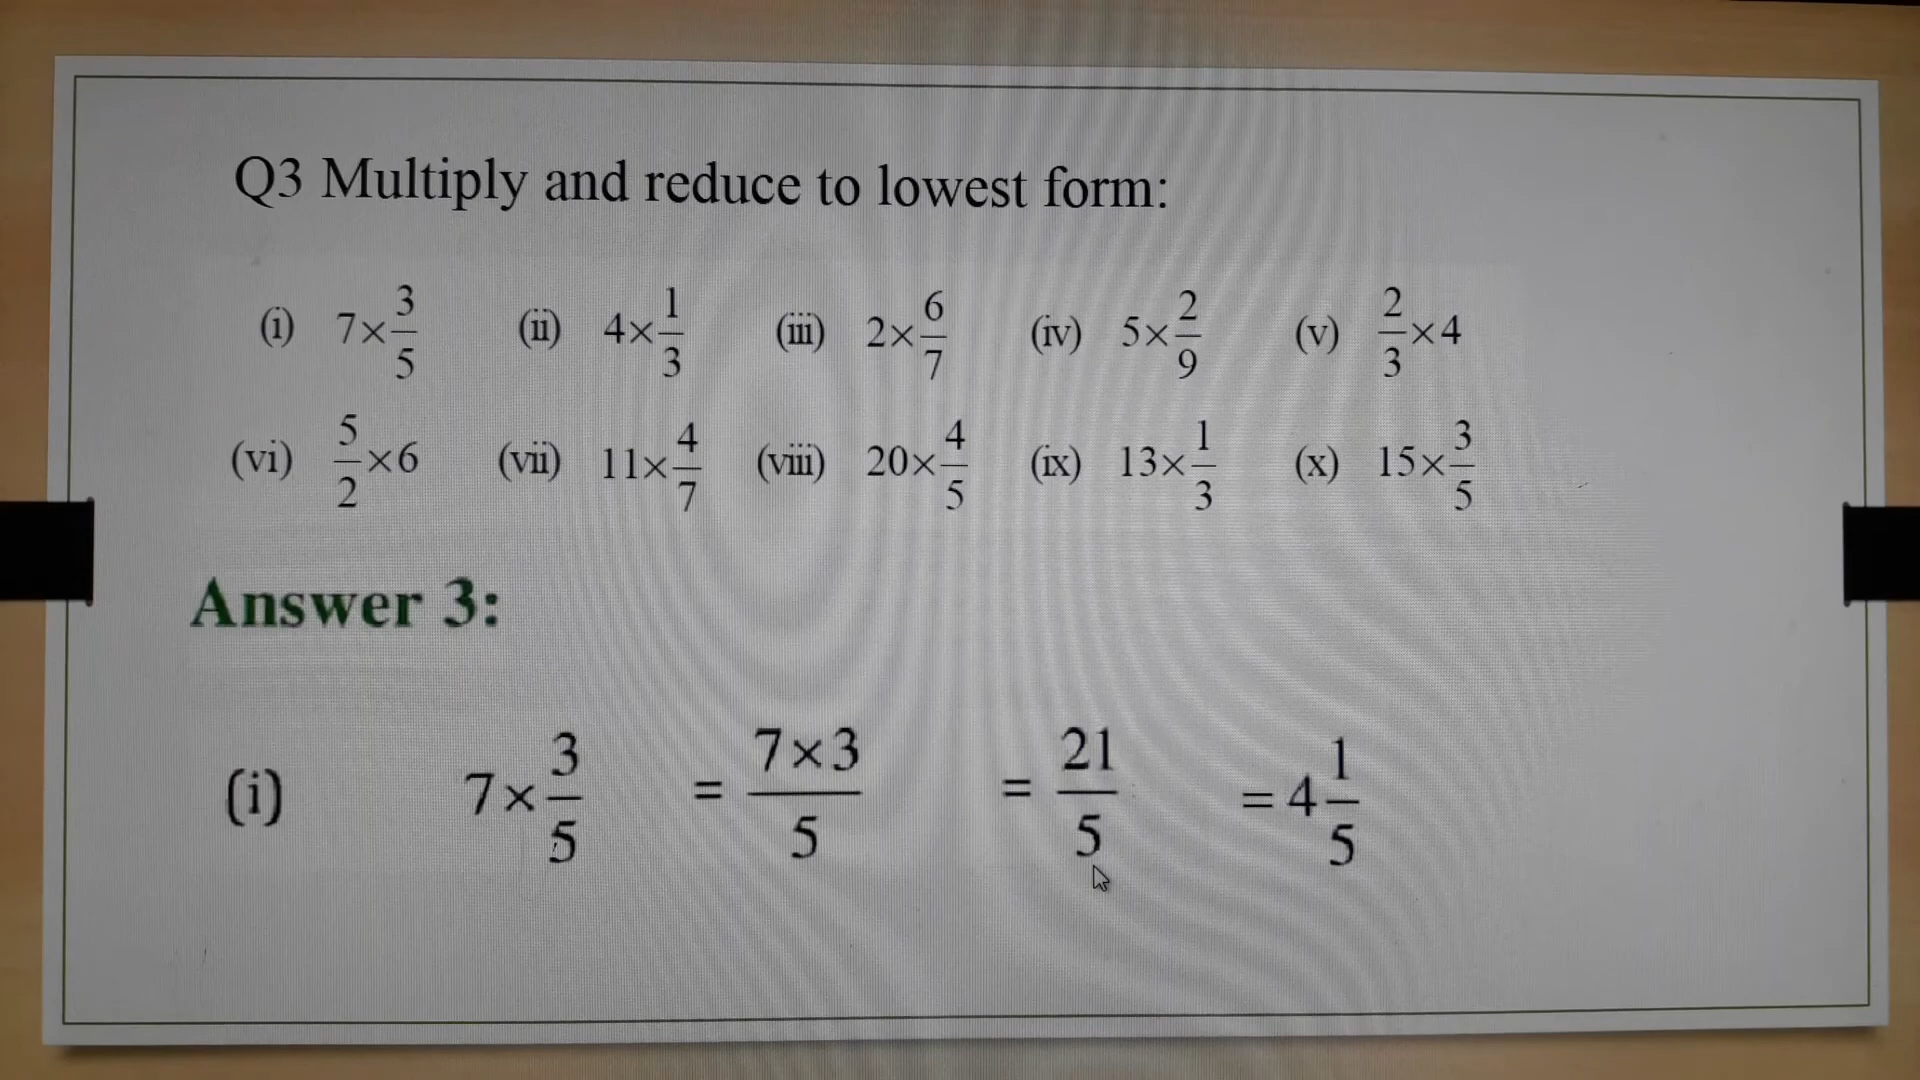 Q3 Multiply and reduce to lowest form:
(i) 7×3/5 (ii) 4×1/3 (iii) 2×6/7 (iv) 5×2/9 (v) 2/3×4
(vi) 5/2×6 (vii) 11×4/7 (viii) 20×4/5 (ix) 13×1/3 (x) 15×3/5
Answer 3:
(i) 7×3/5 = 7×3/5 = 21/5 = 4 1/5